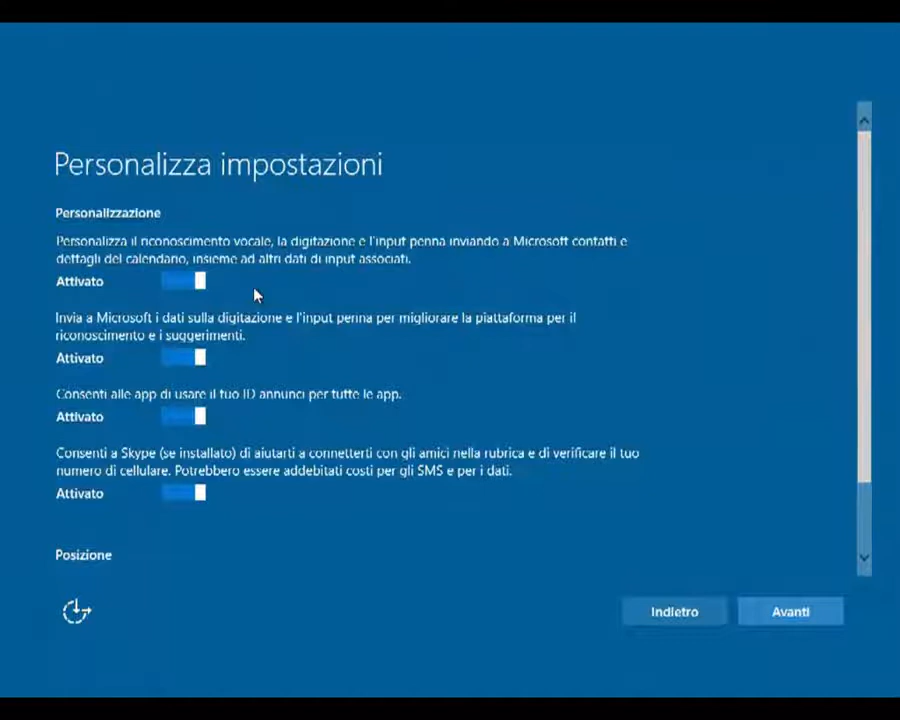 Personalizza impostazioni
Personalizzazione
Personalizza il riconoscimento vocale, la digitazione e l'input penna inviando a Microsoft contatti e
dettagli del calendario, insieme ad altri dati di input associati.
Attivato
Invia a Microsoft i dati sulla digitazione e l'input penna per migliorare la piattaforma per il
riconoscimento e i suggerimenti.
Attivato
Consenti alle app di usare il tuo ID annunci per tutte le app.
Attivato
Consenti a Skype (se installato) di aiutarti a connetterti con gli amici nella rubrica e di verificare il tuo
numero di cellulare. Potrebbero essere addebitati costi per gli SMS e per i dati.
Attivato
Posizione
Indietro
Avanti